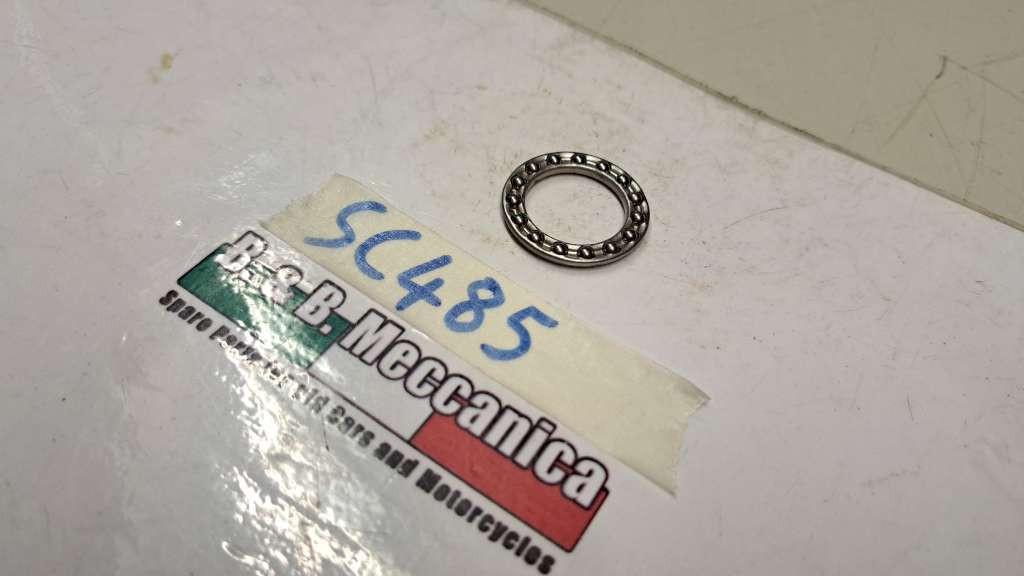 SC485
B. & B. Meccanica
Spare Parts for Old Cars and Motorcycles